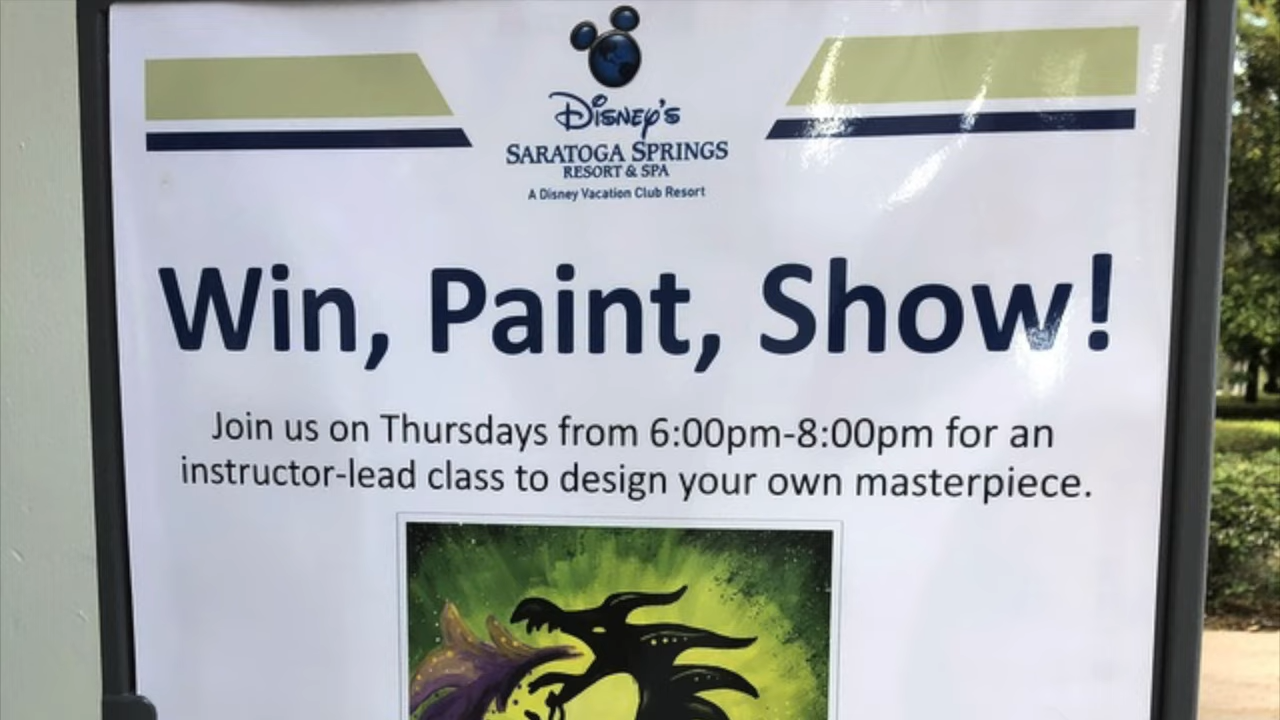 Disney's
SARATOGA SPRINGS
RESORT & SPA
A Disney Vacation Club Resort
Win, Paint, Show!
Join us on Thursdays from 6:00pm-8:00pm for an
instructor-lead class to design your own masterpiece.